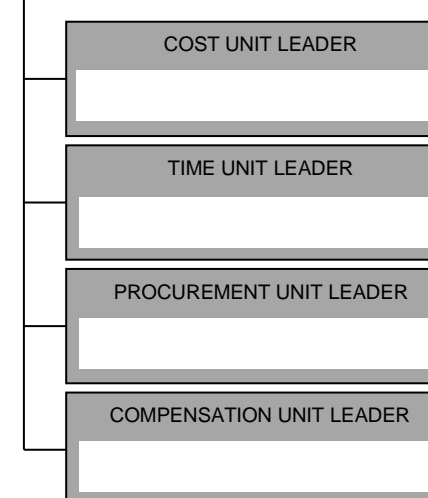 COST UNIT LEADER
TIME UNIT LEADER
PROCUREMENT UNIT LEADER
COMPENSATION UNIT LEADER